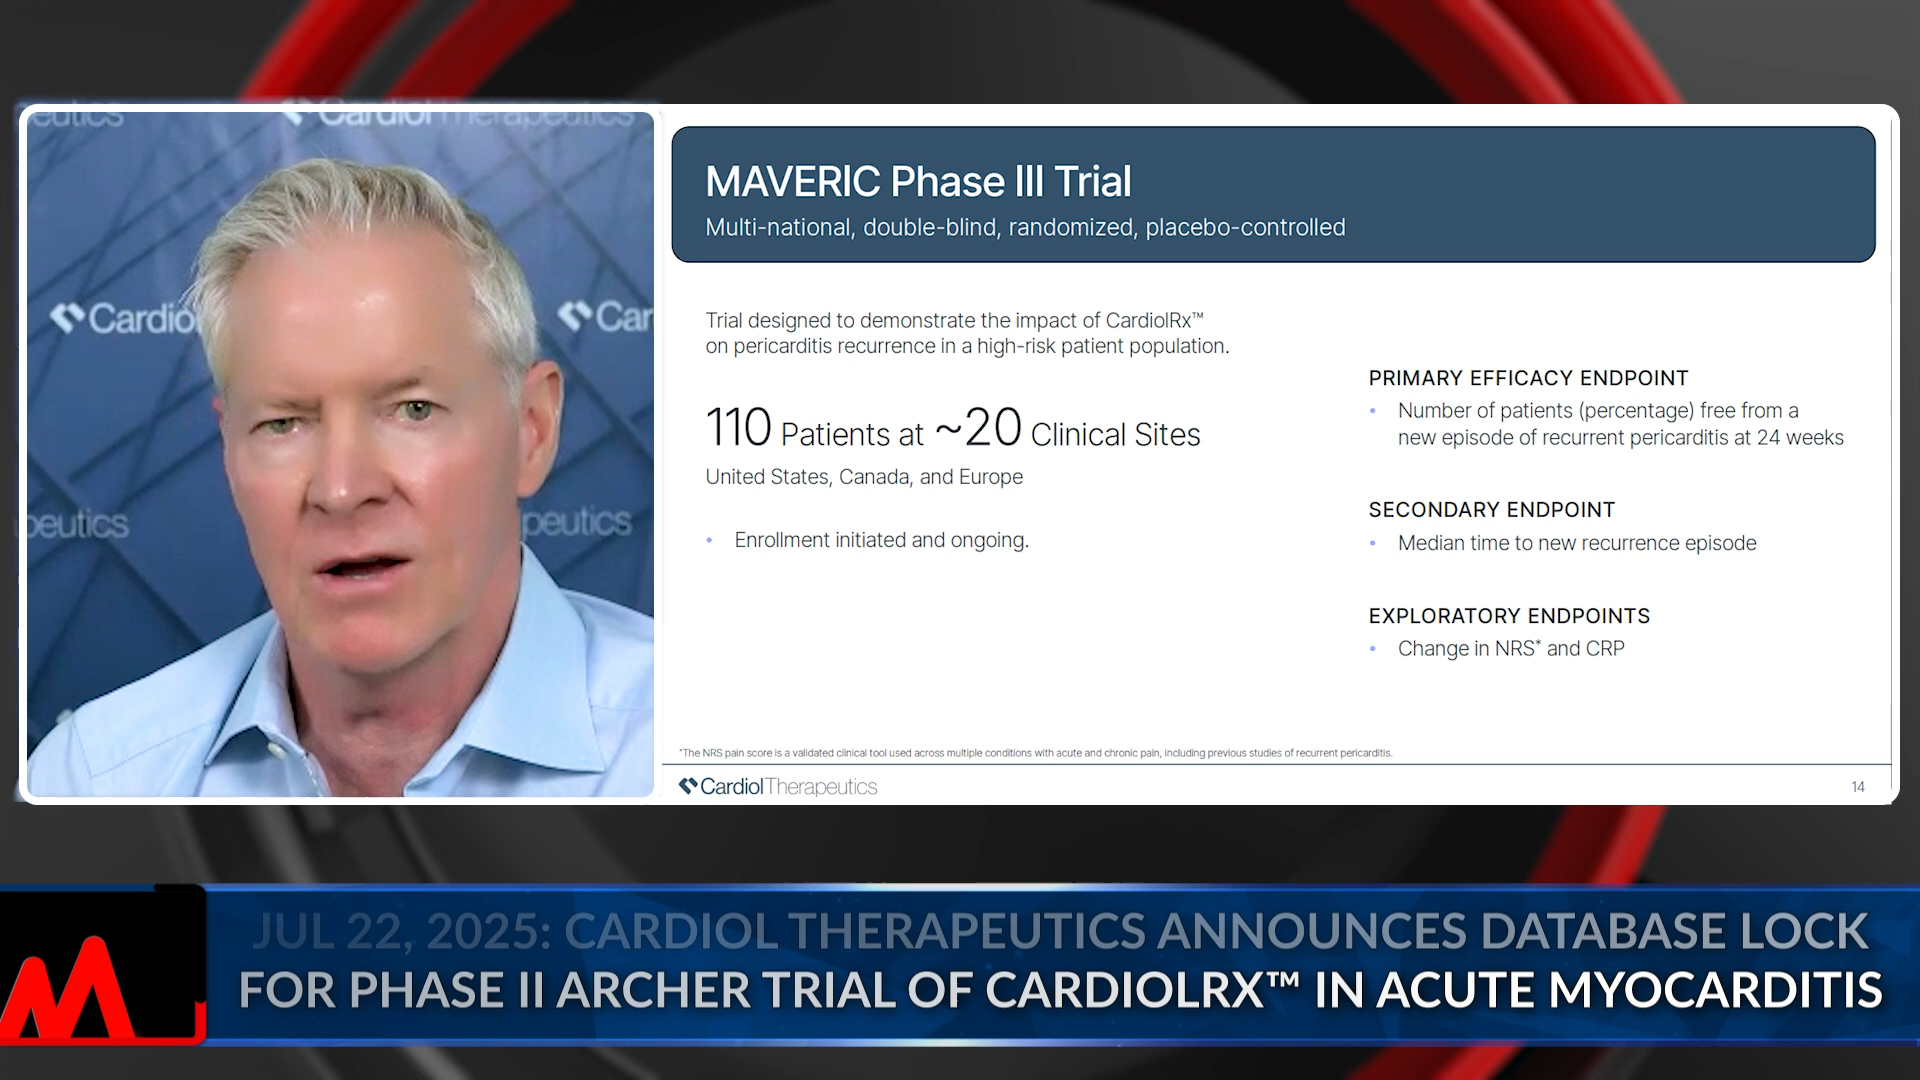 eutics
Cardiol Therapeutics
Cardio
Car
peutics
peutics
MAVERIC Phase III Trial
Multi-national, double-blind, randomized, placebo-controlled
Trial designed to demonstrate the impact of CardiolRx™
on pericarditis recurrence in a high-risk patient population.
110 Patients at ~20 Clinical Sites
United States, Canada, and Europe
• Enrollment initiated and ongoing.
PRIMARY EFFICACY ENDPOINT
• Number of patients (percentage) free from a
new episode of recurrent pericarditis at 24 weeks
SECONDARY ENDPOINT
• Median time to new recurrence episode
EXPLORATORY ENDPOINTS
• Change in NRS* and CRP
*The NRS pain score is a validated clinical tool used across multiple conditions with acute and chronic pain, including previous studies of recurrent pericarditis.
CardiolTherapeutics
14
JUL 22, 2025: CARDIOL THERAPEUTICS ANNOUNCES DATABASE LOCK
FOR PHASE II ARCHER TRIAL OF CARDIOLRX™ IN ACUTE MYOCARDITIS